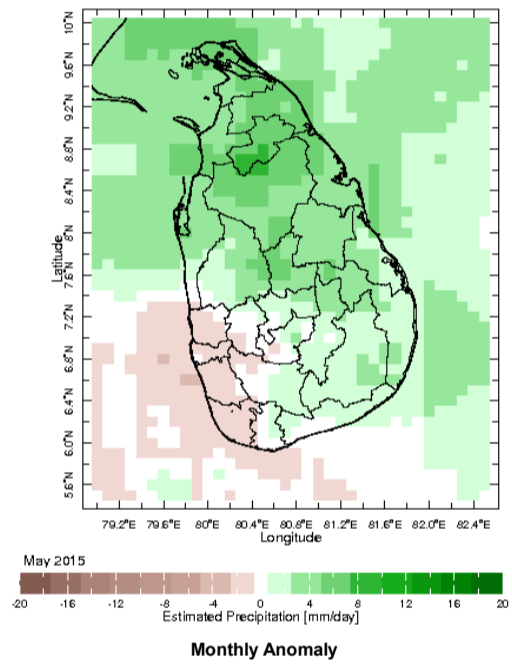 10°N
9.6°N
9.2°N
8.8°N
8.4°N
8°N
7.6°N
7.2°N
6.8°N
6.4°N
6.0°N
5.6°N
Latitude
79.2°E 79.6°E 80°E 80.4°E 80.8°E 81.2°E 81.6°E 82.0°E 82.4°E
Longitude
May 2015
-20 -16 -12 -8 -4 0 4 8 12 16 20
Estimated Precipitation [mm/day]
Monthly Anomaly